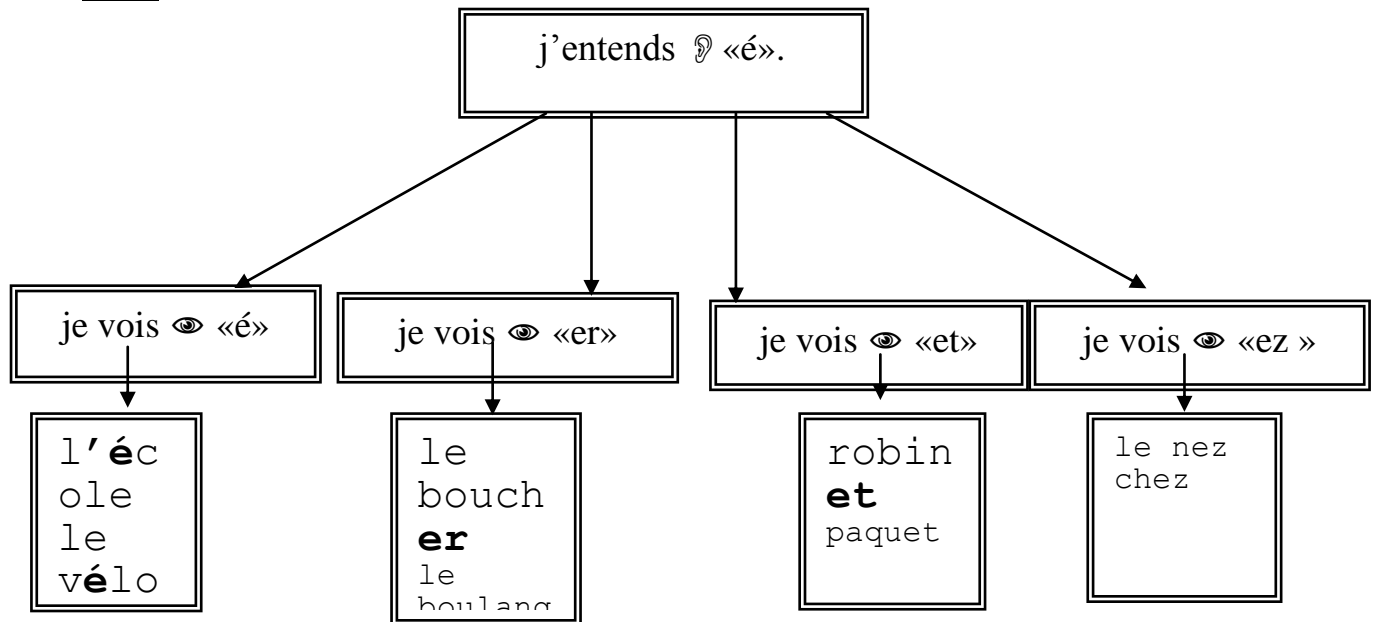 j'entends 👂 «é».
je vois 👁 «é»
je vois 👁 «er»
je vois 👁 «et»
je vois 👁 «ez »
l'éc
ole
le
vélo
le
bouch
er
le
boulang
robin
et
paquet
le nez
chez